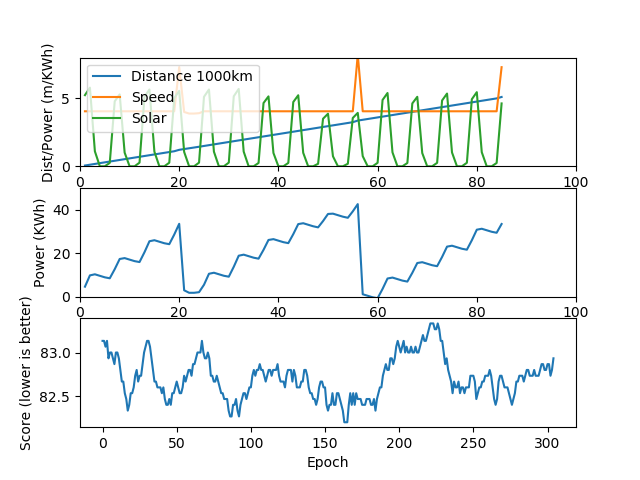 Dist/Power (m/KWh)
Distance 1000km
Speed
Solar
5
0
0 20 40 60 80 100
Power (KWh)
40
20
0
0 20 40 60 80 100
Score (lower is better)
83.0
82.5
0 50 100 150 200 250 300
Epoch